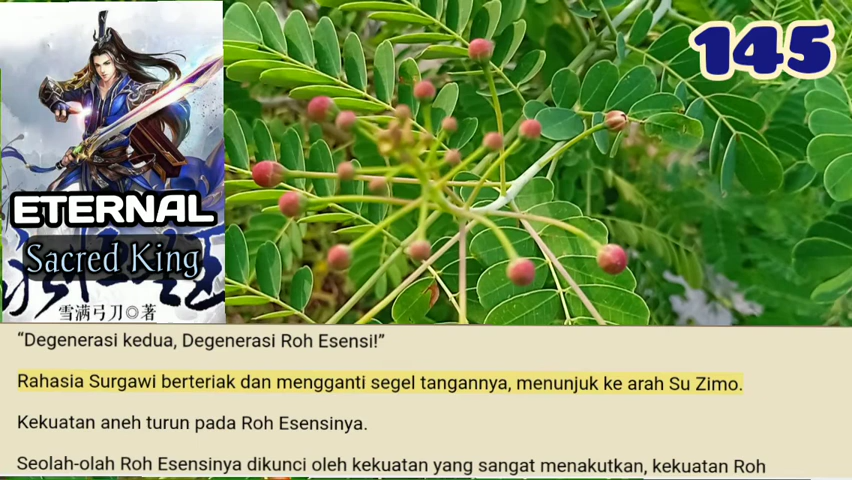 145
ETERNAL
Sacred King
雪满弓刀◎著
“Degenerasi kedua, Degenerasi Roh Esensi!”
Rahasia Surgawi berteriak dan mengganti segel tangannya, menunjuk ke arah Su Zimo.
Kekuatan aneh turun pada Roh Esensinya.
Seolah-olah Roh Esensinya dikunci oleh kekuatan yang sangat menakutkan, kekuatan Roh